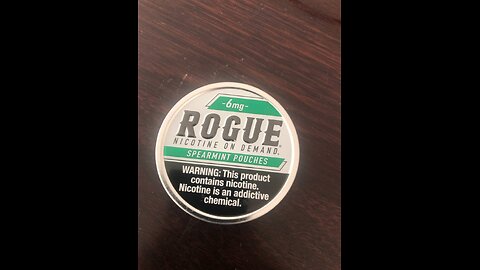 -6mg-
ROGUE
NICOTINE ON DEMAND.
SPEARMINT POUCHES
WARNING: This product
contains nicotine.
Nicotine is an addictive
chemical.